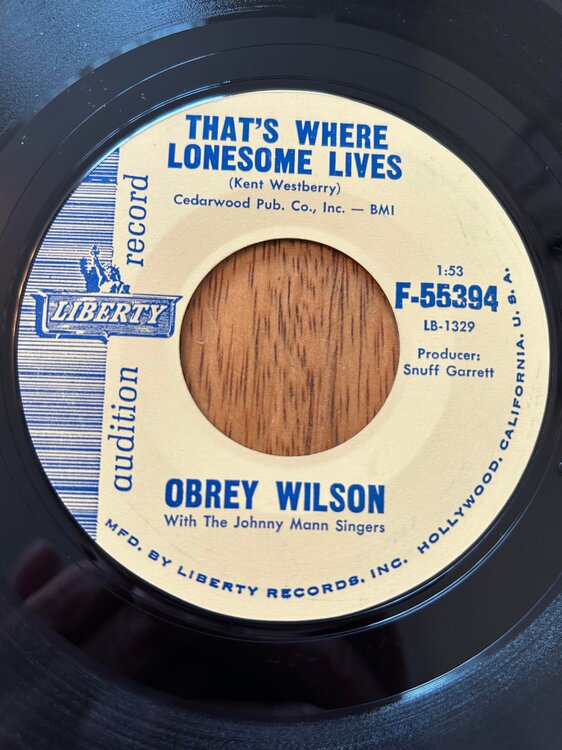 THAT'S WHERE
LONESOME LIVES
(Kent Westberry)
Cedarwood Pub. Co., Inc. — BMI
audition record
LIBERTY
1:53
F-55394
LB-1329
Producer:
Snuff Garrett
OBREY WILSON
With The Johnny Mann Singers
MFD. BY LIBERTY RECORDS, INC. HOLLYWOOD, CALIFORNIA, U. S. A.